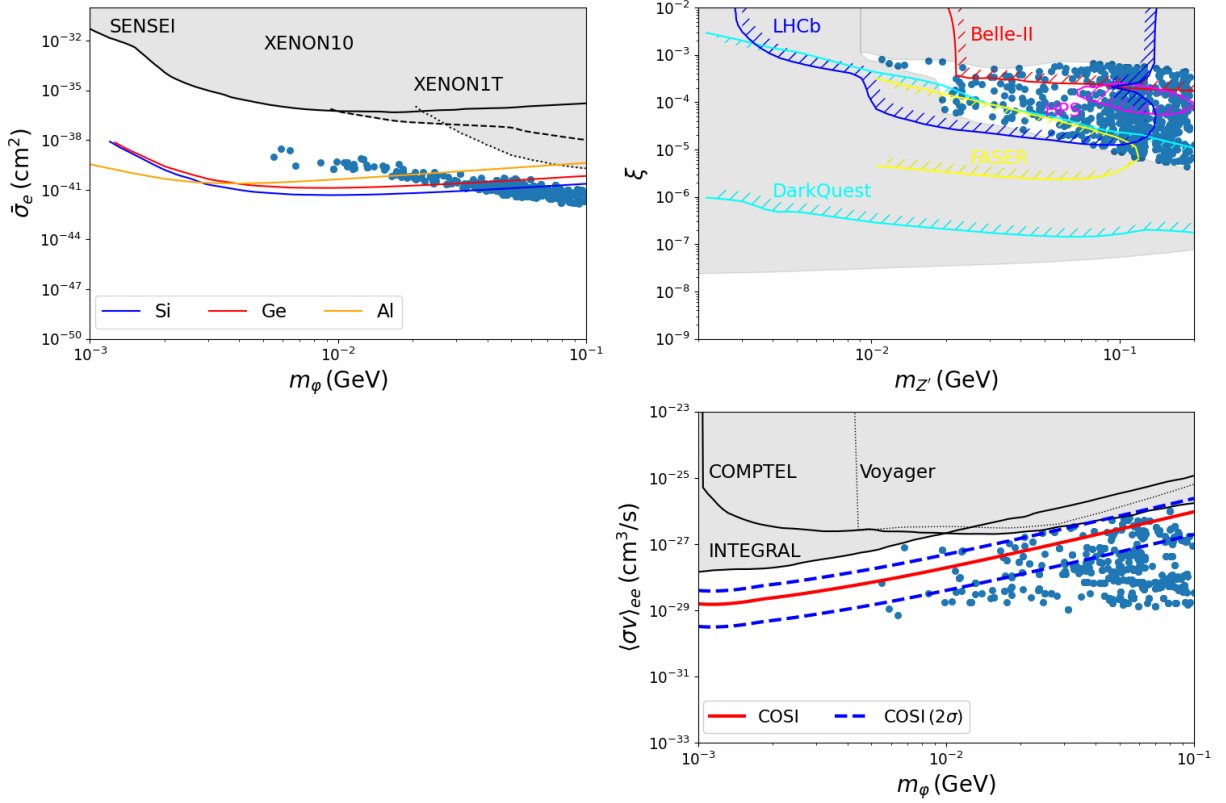 SENSEI
XENON10
XENON1T
10⁻³²
10⁻³⁵
10⁻³⁸
10⁻⁴¹
10⁻⁴⁴
10⁻⁴⁷
10⁻⁵⁰
σ̄ₑ (cm²)
Si Ge Al
10⁻³ 10⁻² 10⁻¹
m_φ (GeV)
LHCb
Belle-II
HPS
FASER
DarkQuest
10⁻²
10⁻³
10⁻⁴
10⁻⁵
10⁻⁶
10⁻⁷
10⁻⁸
10⁻⁹
ξ
10⁻² 10⁻¹
m_Z′ (GeV)
COMPTEL
Voyager
INTEGRAL
10⁻²³
10⁻²⁵
10⁻²⁷
10⁻²⁹
10⁻³¹
10⁻³³
⟨σv⟩ₑₑ (cm³/s)
COSI COSI (2σ)
10⁻³ 10⁻² 10⁻¹
m_φ (GeV)